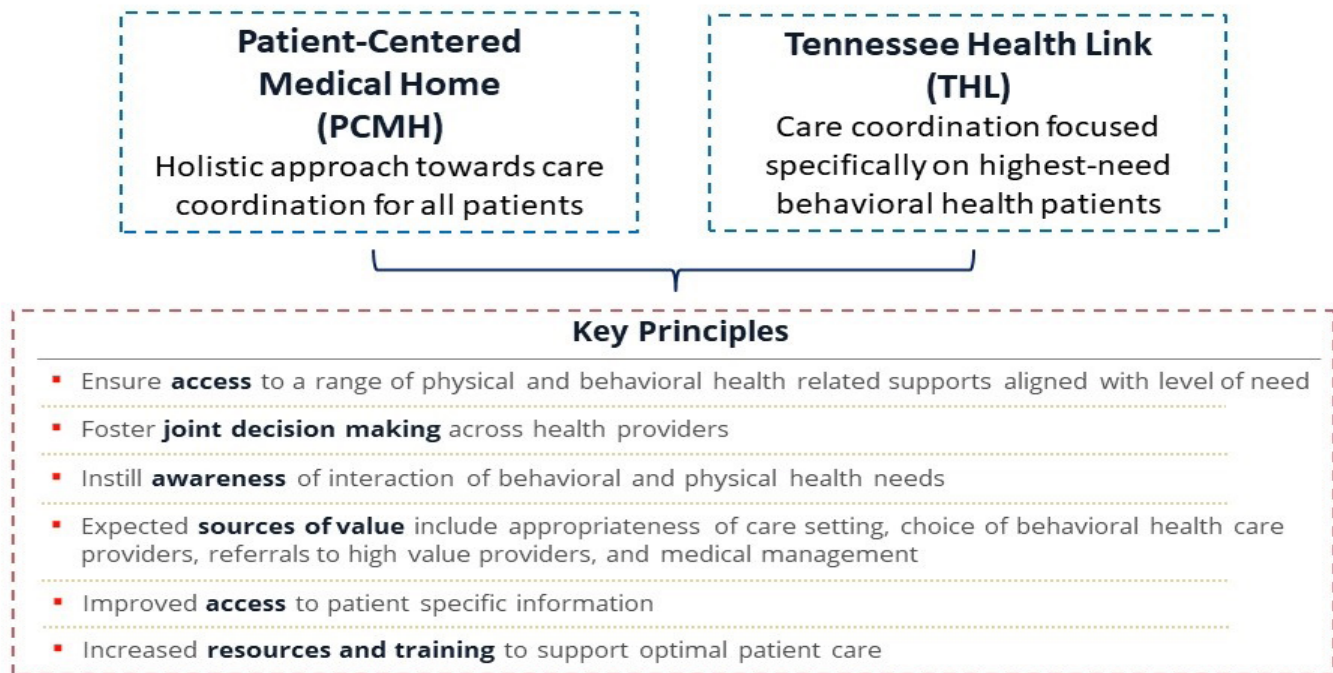 Patient-Centered
Medical Home
(PCMH)
Holistic approach towards care
coordination for all patients
Tennessee Health Link
(THL)
Care coordination focused
specifically on highest-need
behavioral health patients
Key Principles
▪ Ensure access to a range of physical and behavioral health related supports aligned with level of need
▪ Foster joint decision making across health providers
▪ Instill awareness of interaction of behavioral and physical health needs
▪ Expected sources of value include appropriateness of care setting, choice of behavioral health care
providers, referrals to high value providers, and medical management
▪ Improved access to patient specific information
▪ Increased resources and training to support optimal patient care